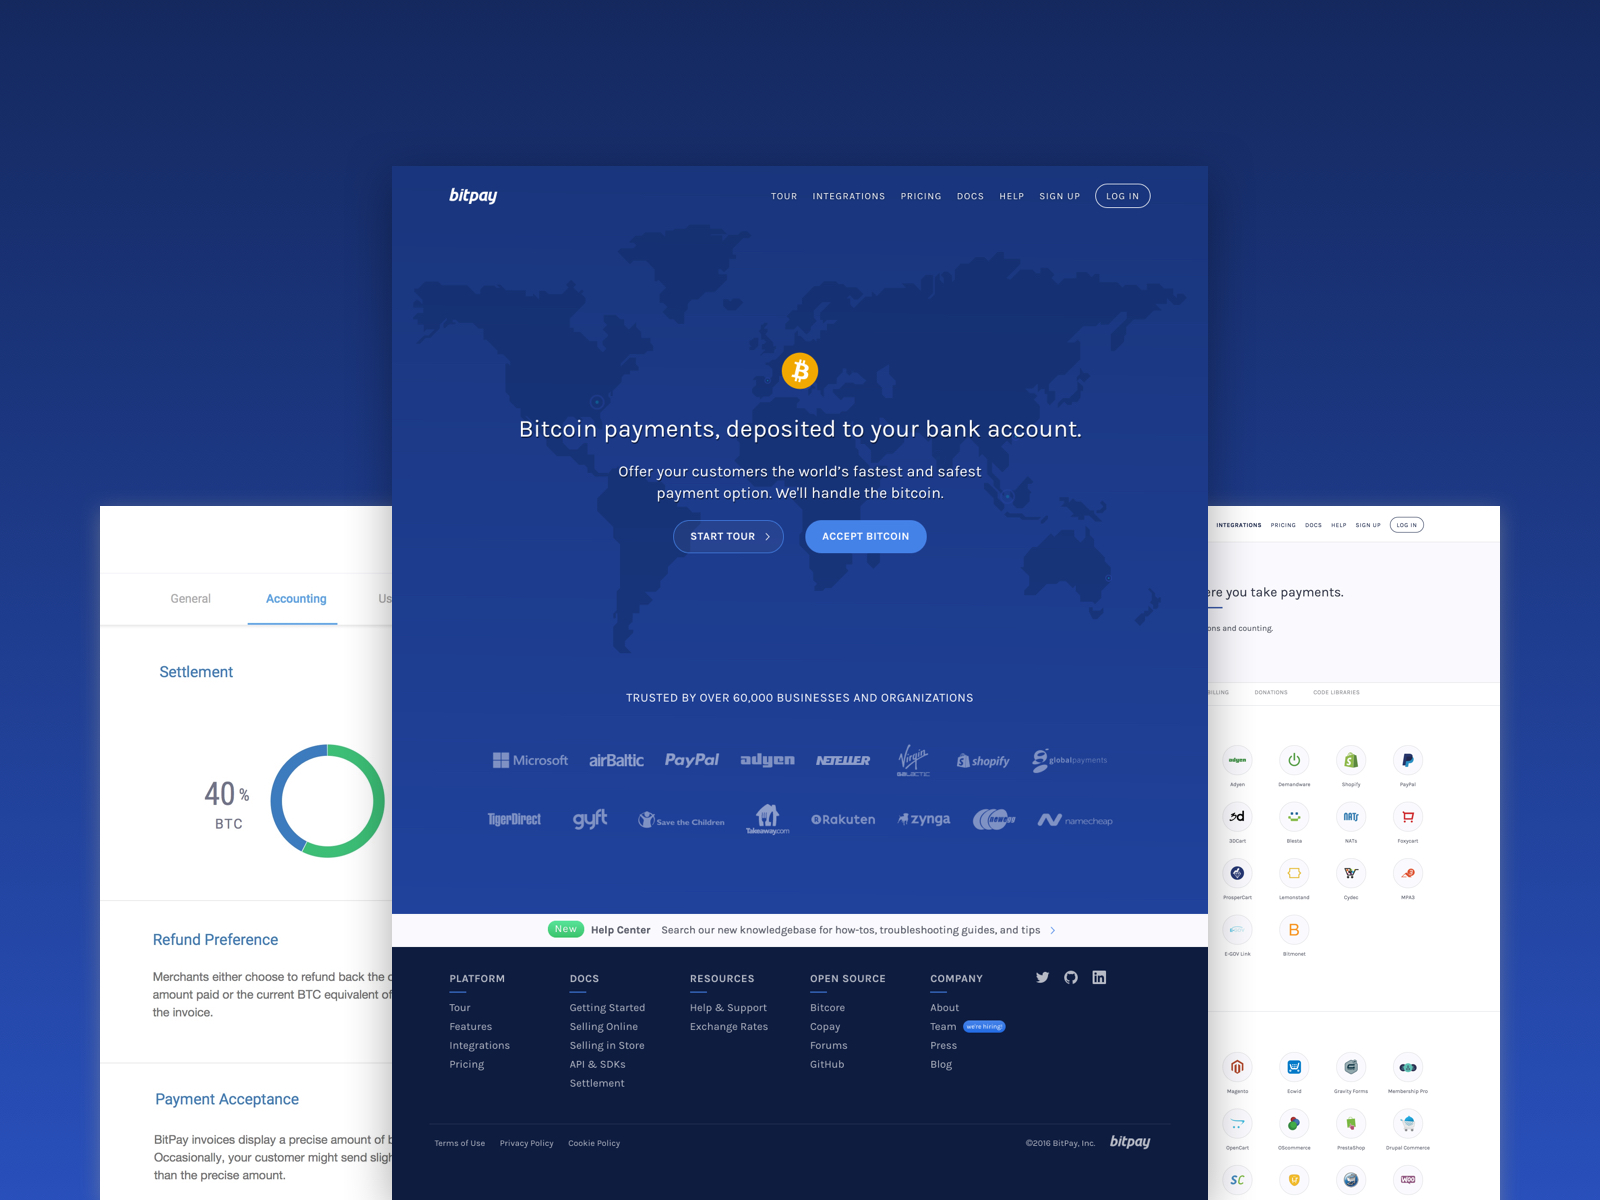 bitpay
TOUR INTEGRATIONS PRICING DOCS HELP SIGN UP LOG IN
Bitcoin payments, deposited to your bank account.
Offer your customers the world's fastest and safest
payment option. We'll handle the bitcoin.
START TOUR
ACCEPT BITCOIN
TRUSTED BY OVER 60,000 BUSINESSES AND ORGANIZATIONS
Microsoft airBaltic PayPal adyen NETELLER Virgin GALACTIC shopify globalpayments
TigerDirect gyft Save the Children Takeaway.com Rakuten zynga namecheap
New Help Center Search our new knowledgebase for how-tos, troubleshooting guides, and tips
PLATFORM
Tour
Features
Integrations
Pricing
DOCS
Getting Started
Selling Online
Selling in Store
API & SDKs
Settlement
RESOURCES
Help & Support
Exchange Rates
OPEN SOURCE
Bitcore
Copay
Forums
GitHub
COMPANY
About
Team we're hiring!
Press
Blog
Terms of Use Privacy Policy Cookie Policy
©2016 BitPay, Inc. bitpay
General Accounting Us
Settlement
40 %
BTC
Refund Preference
Merchants either choose to refund back the
amount paid or the current BTC equivalent of
the invoice.
Payment Acceptance
BitPay invoices display a precise amount of b
Occasionally, your customer might send sligh
than the precise amount.
INTEGRATIONS PRICING DOCS HELP SIGN UP LOG IN
ere you take payments.
ons and counting.
BILLING DONATIONS CODE LIBRARIES
adyen
Adyen Demandware Shopify PayPal
3d NATs
3DCart Blesta NATs Foxycart
ProsperCart Lemonstand Cydec MPA3
E-GOV Link Bitmonet
Magento Ecwid Gravity Forms Membership Pro
OpenCart OScommerce PrestaShop Drupal Commerce
SC WOO